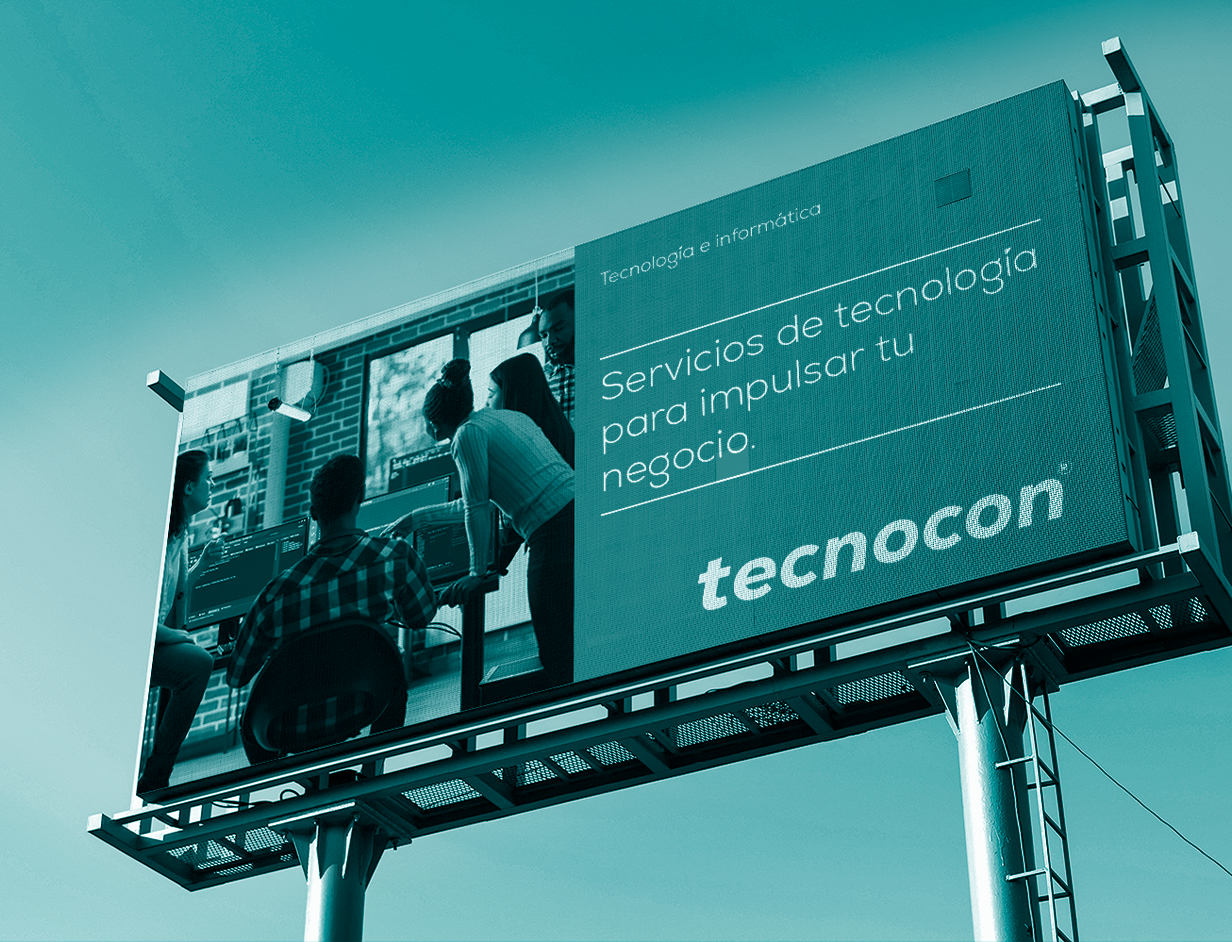 Tecnología e informática
Servicios de tecnología
para impulsar tu
negocio.
tecnocon®